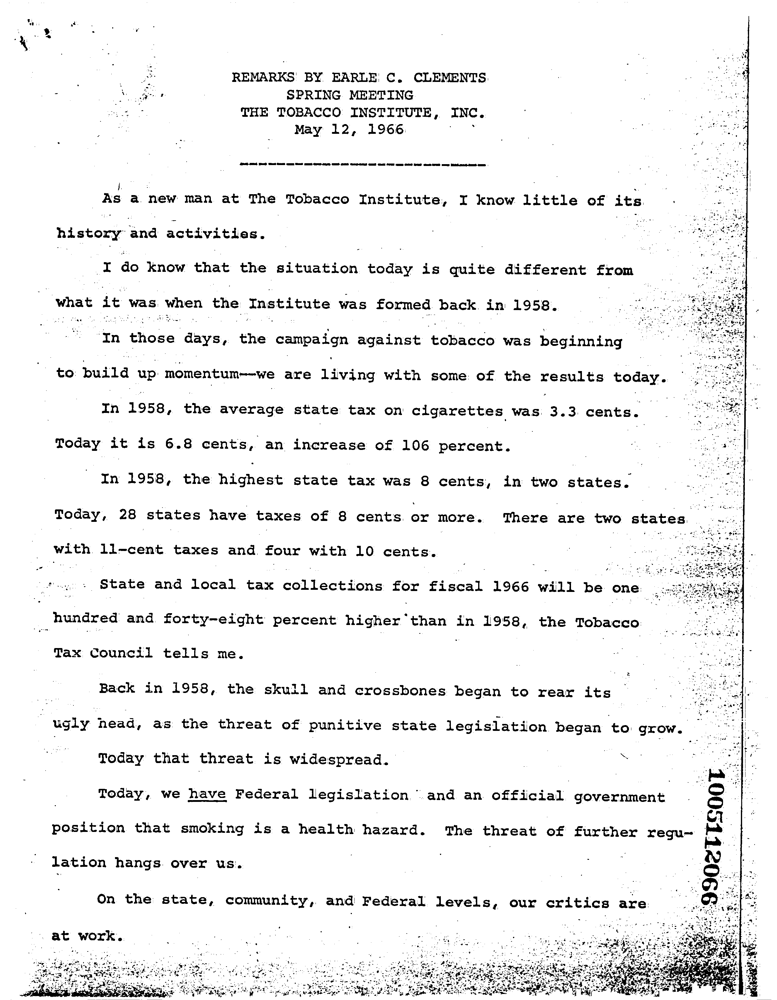 REMARKS BY EARLE C. CLEMENTS
SPRING MEETING
THE TOBACCO INSTITUTE, INC.
May 12, 1966
As a new man at The Tobacco Institute, I know little of its
history and activities.
I do know that the situation today is quite different from
what it was when the Institute was formed back in 1958.
In those days, the campaign against tobacco was beginning
to build up momentum--we are living with some of the results today.
In 1958, the average state tax on cigarettes was 3.3 cents.
Today it is 6.8 cents, an increase of 106 percent.
In 1958, the highest state tax was 8 cents, in two states.
Today, 28 states have taxes of 8 cents or more. There are two states
with 11-cent taxes and four with 10 cents.
State and local tax collections for fiscal 1966 will be one
hundred and forty-eight percent higher than in 1958, the Tobacco
Tax Council tells me.
Back in 1958, the skull and crossbones began to rear its
ugly head, as the threat of punitive state legislation began to grow.
Today that threat is widespread.
Today, we have Federal legislation and an official government
position that smoking is a health hazard. The threat of further regu-
lation hangs over us.
On the state, community, and Federal levels, our critics are
at work.
1005112066